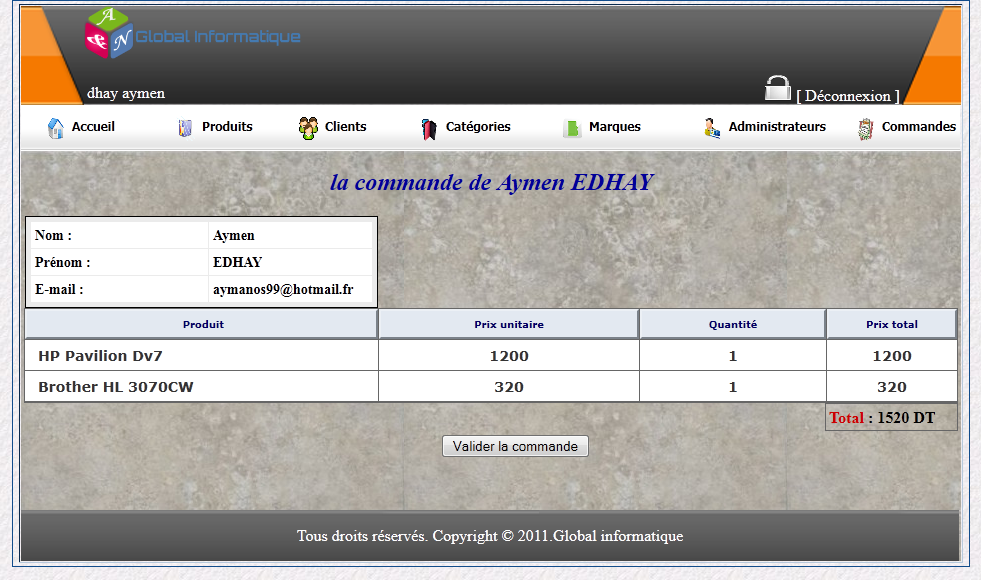 A R N
Global Informatique
dhay aymen
[ Déconnexion ]
Accueil Produits Clients Catégories Marques Administrateurs Commandes
la commande de Aymen EDHAY
Nom : Aymen
Prénom : EDHAY
E-mail : aymanos99@hotmail.fr
Produit Prix unitaire Quantité Prix total
HP Pavilion Dv7 1200 1 1200
Brother HL 3070CW 320 1 320
Total : 1520 DT
Valider la commande
Tous droits réservés. Copyright © 2011.Global informatique